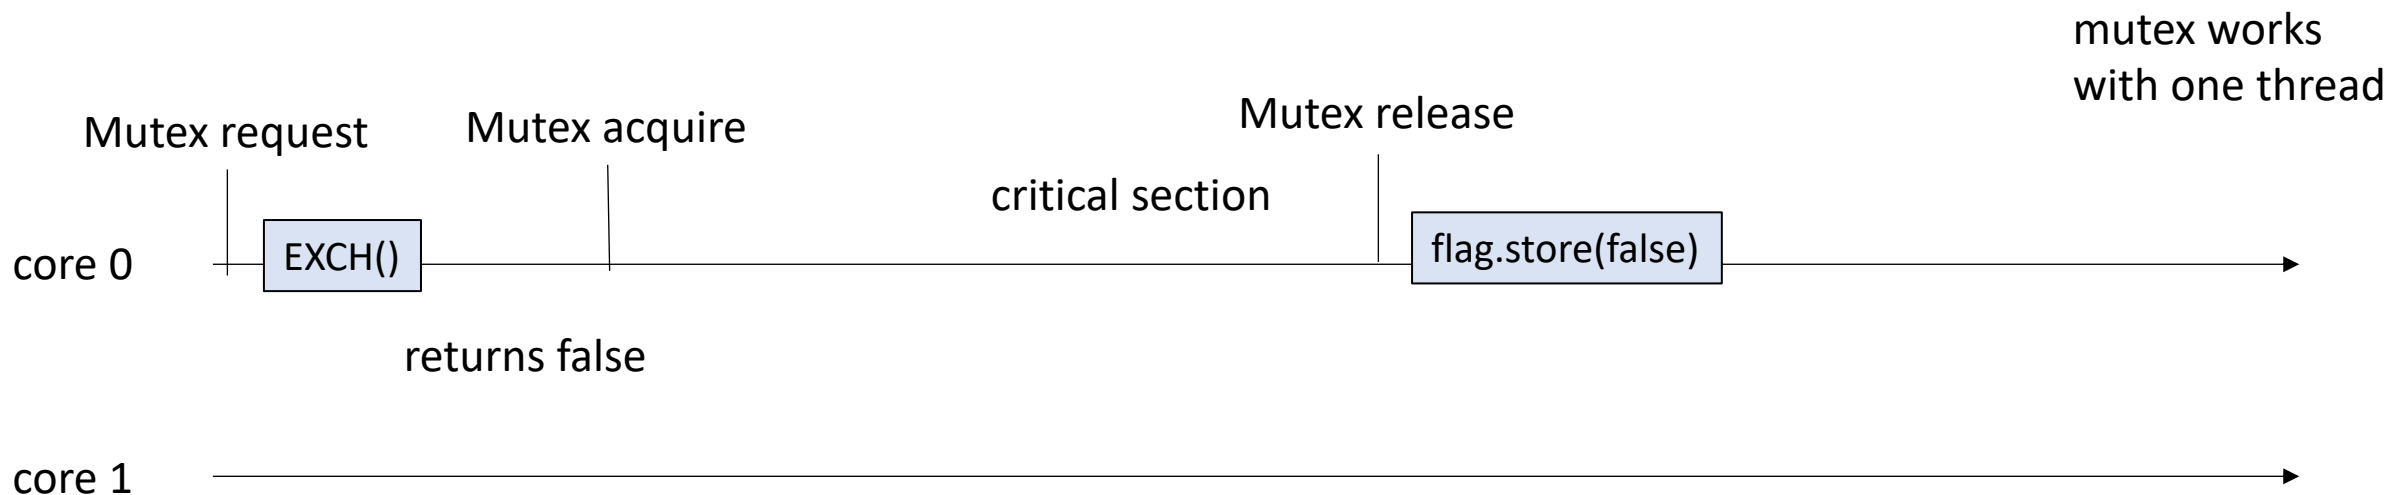 mutex works
with one thread
Mutex request
Mutex acquire
Mutex release
critical section
core 0
EXCH()
flag.store(false)
returns false
core 1